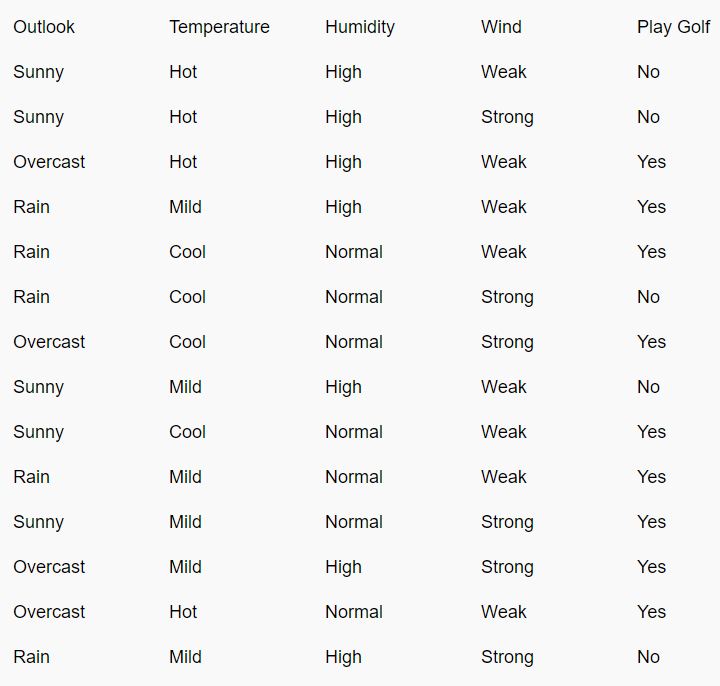 Outlook Temperature Humidity Wind Play Golf
Sunny Hot High Weak No
Sunny Hot High Strong No
Overcast Hot High Weak Yes
Rain Mild High Weak Yes
Rain Cool Normal Weak Yes
Rain Cool Normal Strong No
Overcast Cool Normal Strong Yes
Sunny Mild High Weak No
Sunny Cool Normal Weak Yes
Rain Mild Normal Weak Yes
Sunny Mild Normal Strong Yes
Overcast Mild High Strong Yes
Overcast Hot Normal Weak Yes
Rain Mild High Strong No